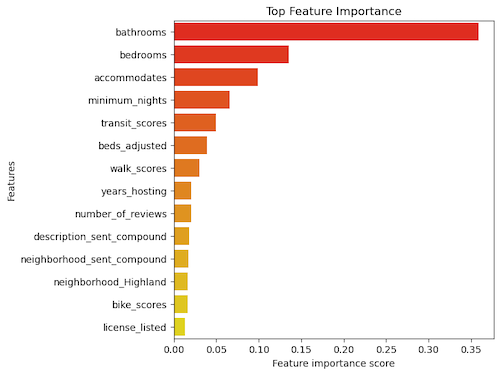 Top Feature Importance
Features
bathrooms
bedrooms
accommodates
minimum_nights
transit_scores
beds_adjusted
walk_scores
years_hosting
number_of_reviews
description_sent_compound
neighborhood_sent_compound
neighborhood_Highland
bike_scores
license_listed
0.00 0.05 0.10 0.15 0.20 0.25 0.30 0.35
Feature importance score